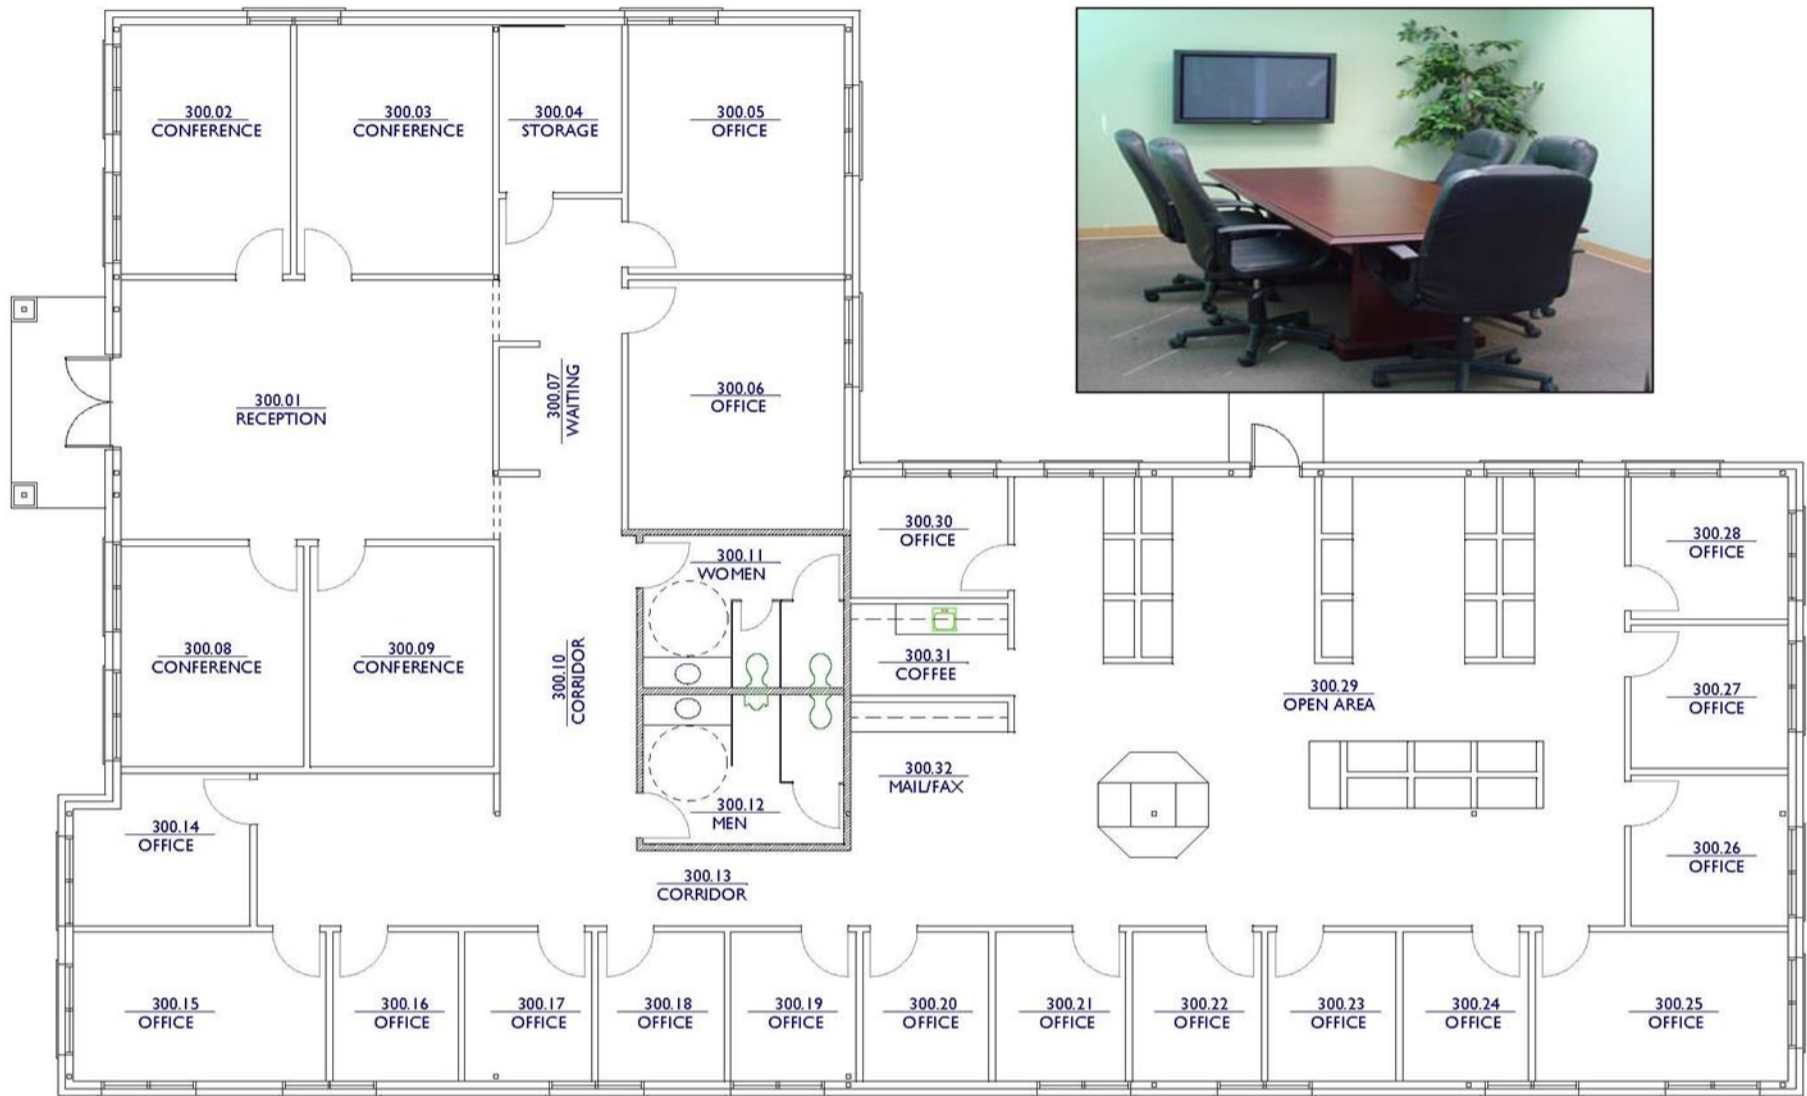 300.02
CONFERENCE
300.03
CONFERENCE
300.04
STORAGE
300.05
OFFICE
300.01
RECEPTION
300.07
WAITING
300.06
OFFICE
300.08
CONFERENCE
300.09
CONFERENCE
300.10
CORRIDOR
300.11
WOMEN
300.12
MEN
300.30
OFFICE
300.31
COFFEE
300.32
MAIL/FAX
300.29
OPEN AREA
300.28
OFFICE
300.27
OFFICE
300.26
OFFICE
300.14
OFFICE
300.13
CORRIDOR
300.15
OFFICE
300.16
OFFICE
300.17
OFFICE
300.18
OFFICE
300.19
OFFICE
300.20
OFFICE
300.21
OFFICE
300.22
OFFICE
300.23
OFFICE
300.24
OFFICE
300.25
OFFICE